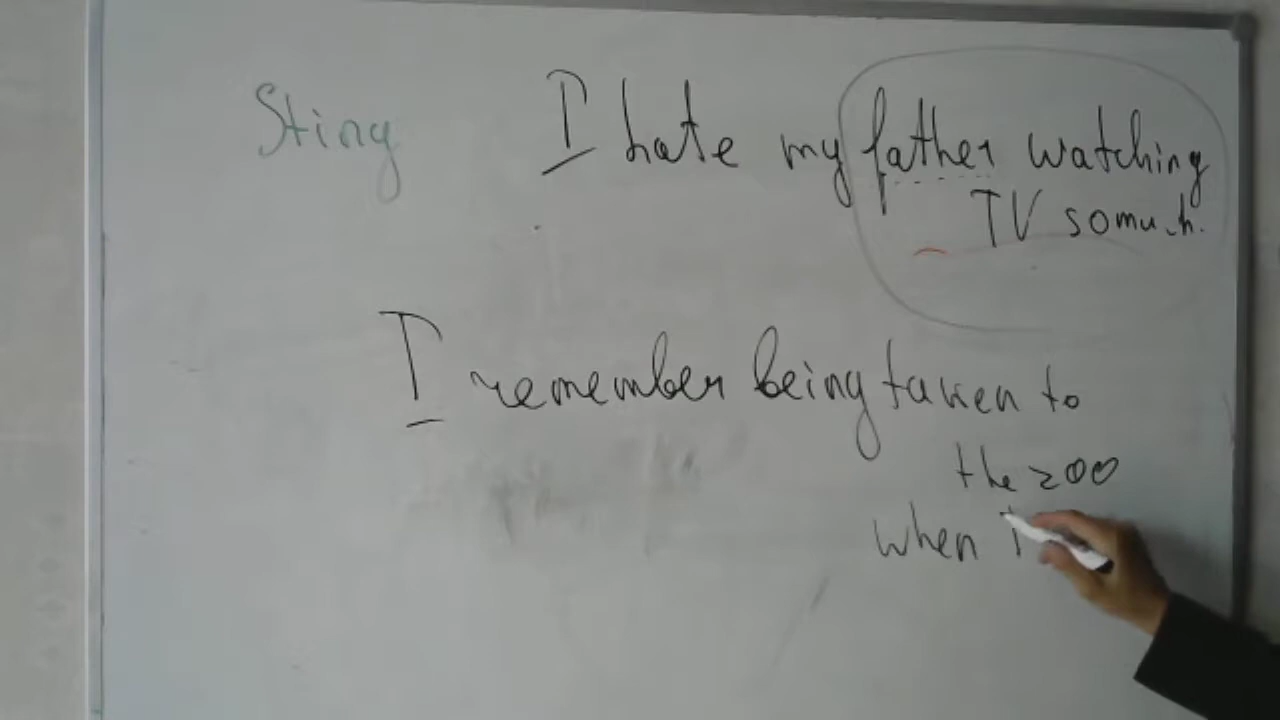 Sting
I hate my father watching
TV so much.
I remember being taken to
the zoo
when I